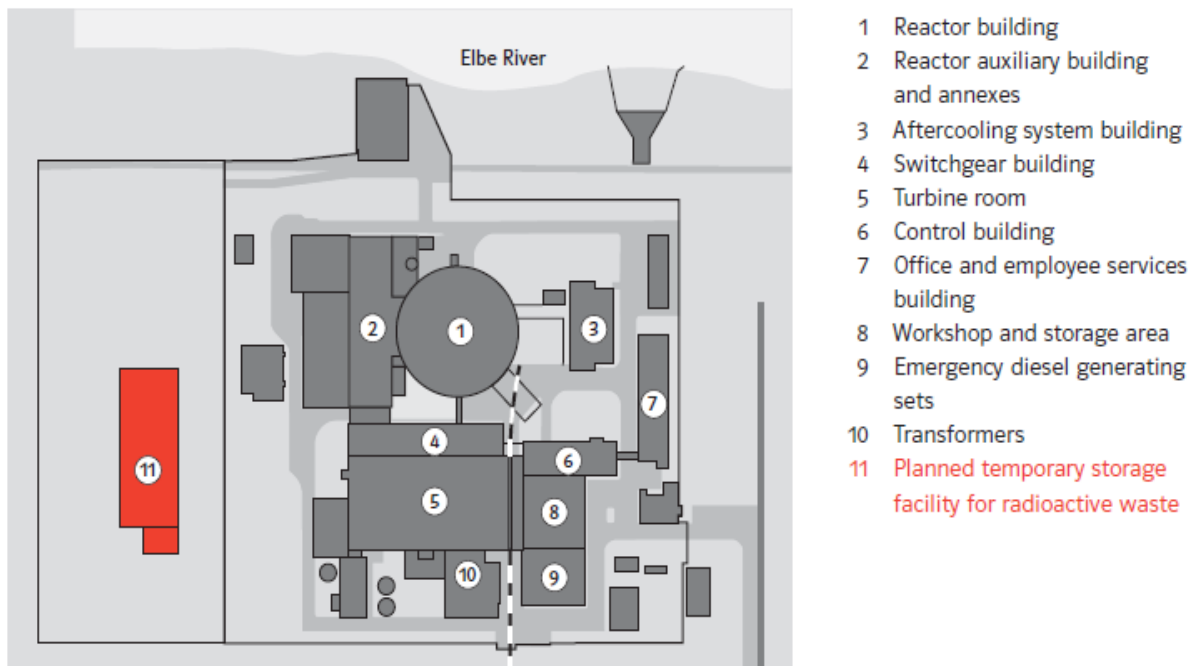 Elbe River
1
2
3
4
5
6
7
8
9
10
11
1 Reactor building
2 Reactor auxiliary building
and annexes
3 Aftercooling system building
4 Switchgear building
5 Turbine room
6 Control building
7 Office and employee services
building
8 Workshop and storage area
9 Emergency diesel generating
sets
10 Transformers
11 Planned temporary storage
facility for radioactive waste